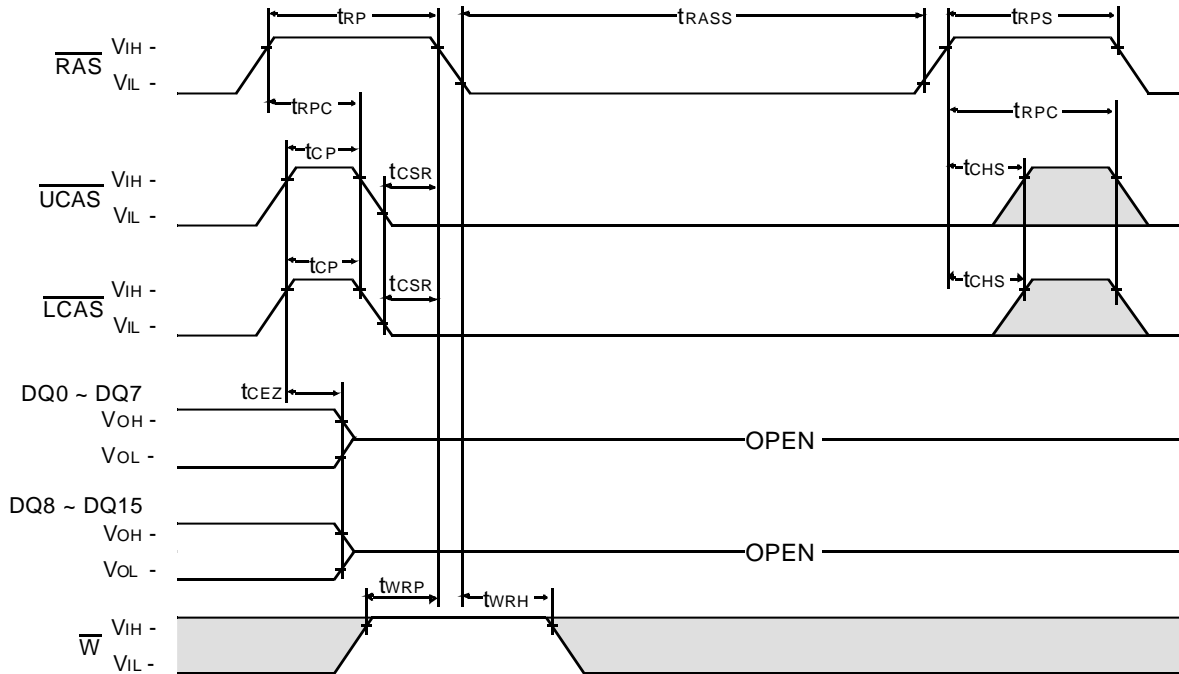 tRP
tRASS
tRPS
RAS
VIH -
VIL -
tRPC
tRPC
tCP
tCSR
tCHS
UCAS
VIH -
VIL -
tCP
tCSR
tCHS
LCAS
VIH -
VIL -
tCEZ
DQ0 ~ DQ7
VOH -
VOL -
OPEN
DQ8 ~ DQ15
VOH -
VOL -
OPEN
tWRP
tWRH
W
VIH -
VIL -